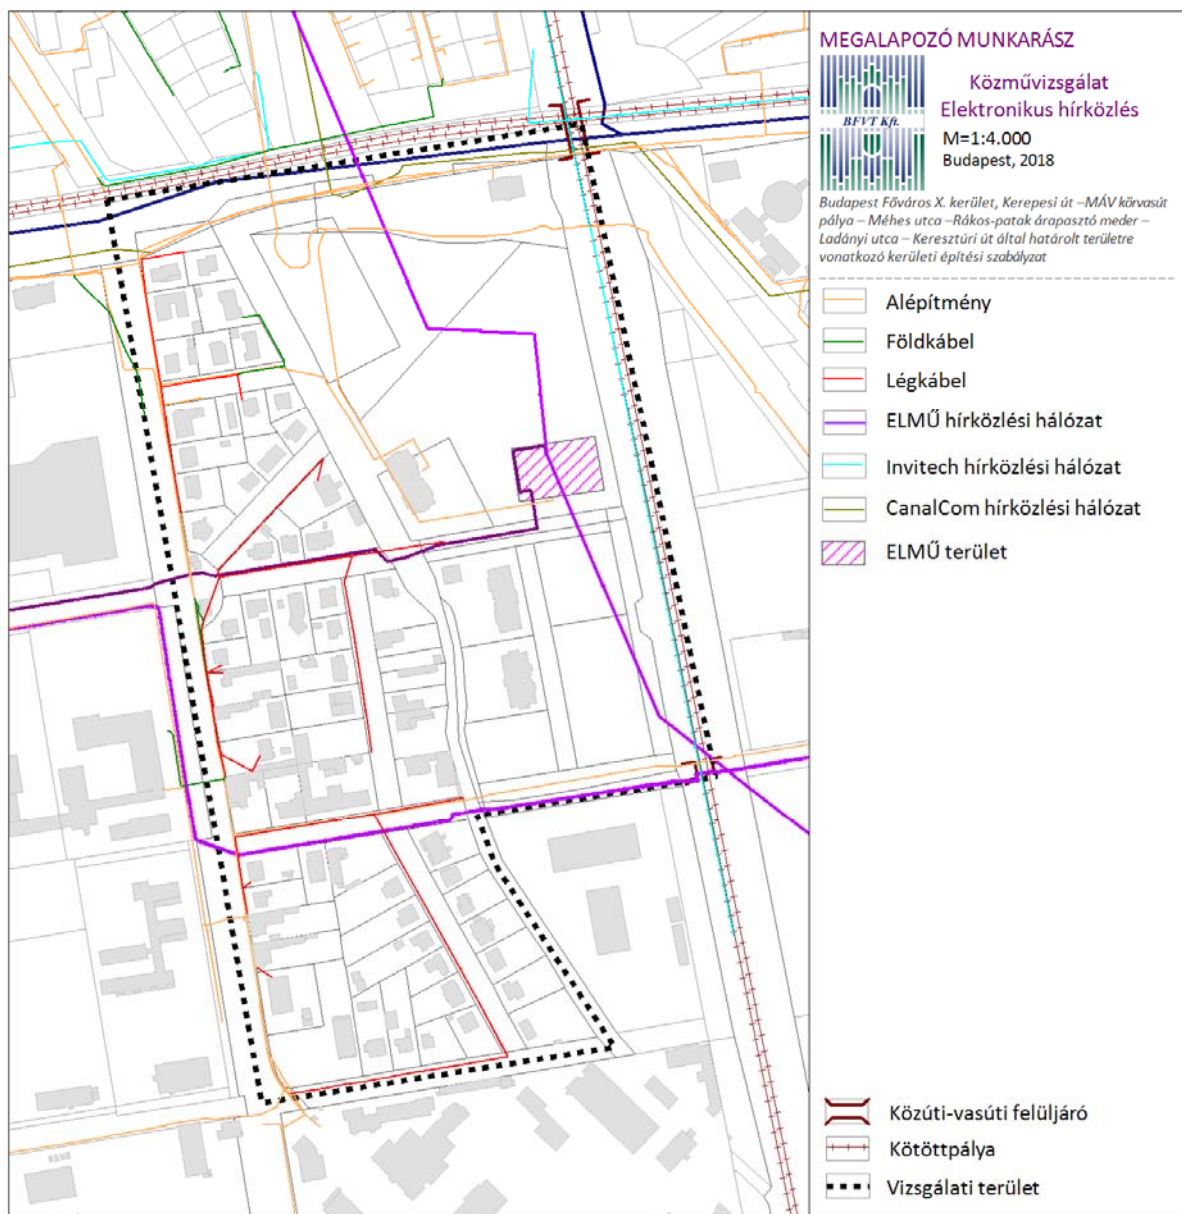 MEGALAPOZÓ MUNKARÁSZ
Közművizsgálat
Elektronikus hírközlés
BFVT Kft.
M=1:4.000
Budapest, 2018
Budapest Főváros X. kerület, Kerepesi út –MÁV körvasút
pálya – Méhes utca –Rákos-patak árapasztó meder –
Ladányi utca – Keresztúri út által határolt területre
vonatkozó kerületi építési szabályzat
Alépítmény
Földkábel
Légkábel
ELMŰ hírközlési hálózat
Invitech hírközlési hálózat
CanalCom hírközlési hálózat
ELMŰ terület
Közúti-vasúti felüljáró
Kötöttpálya
Vizsgálati terület